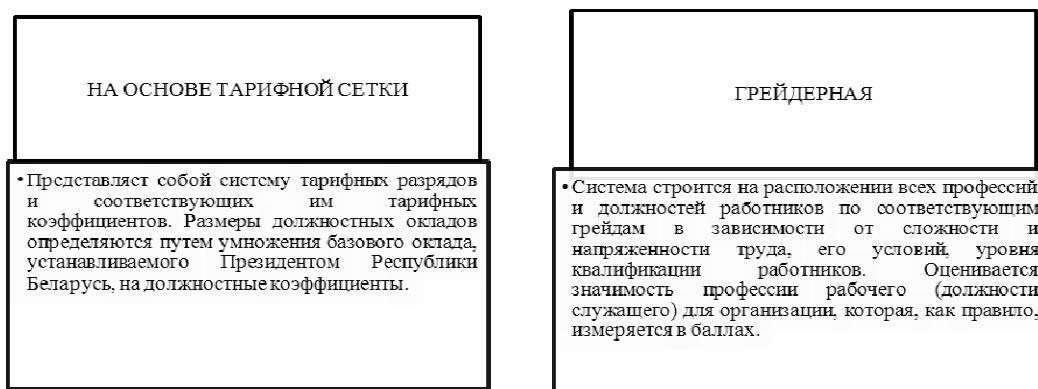 НА ОСНОВЕ ТАРИФНОЙ СЕТКИ
•Представляет собой систему тарифных разрядов
и соответствующих им тарифных
коэффициентов. Размеры должностных окладов
определяются путем умножения базового оклада,
устанавливаемого Президентом Республики
Беларусь, на должностные коэффициенты.
ГРЕЙДЕРНАЯ
•Система строится на расположении всех профессий
и должностей работников по соответствующим
грейдам в зависимости от сложности и
напряженности труда, его условий, уровня
квалификации работников. Оценивается
значимость профессии рабочего (должности
служащего) для организации, которая, как правило,
измеряется в баллах.